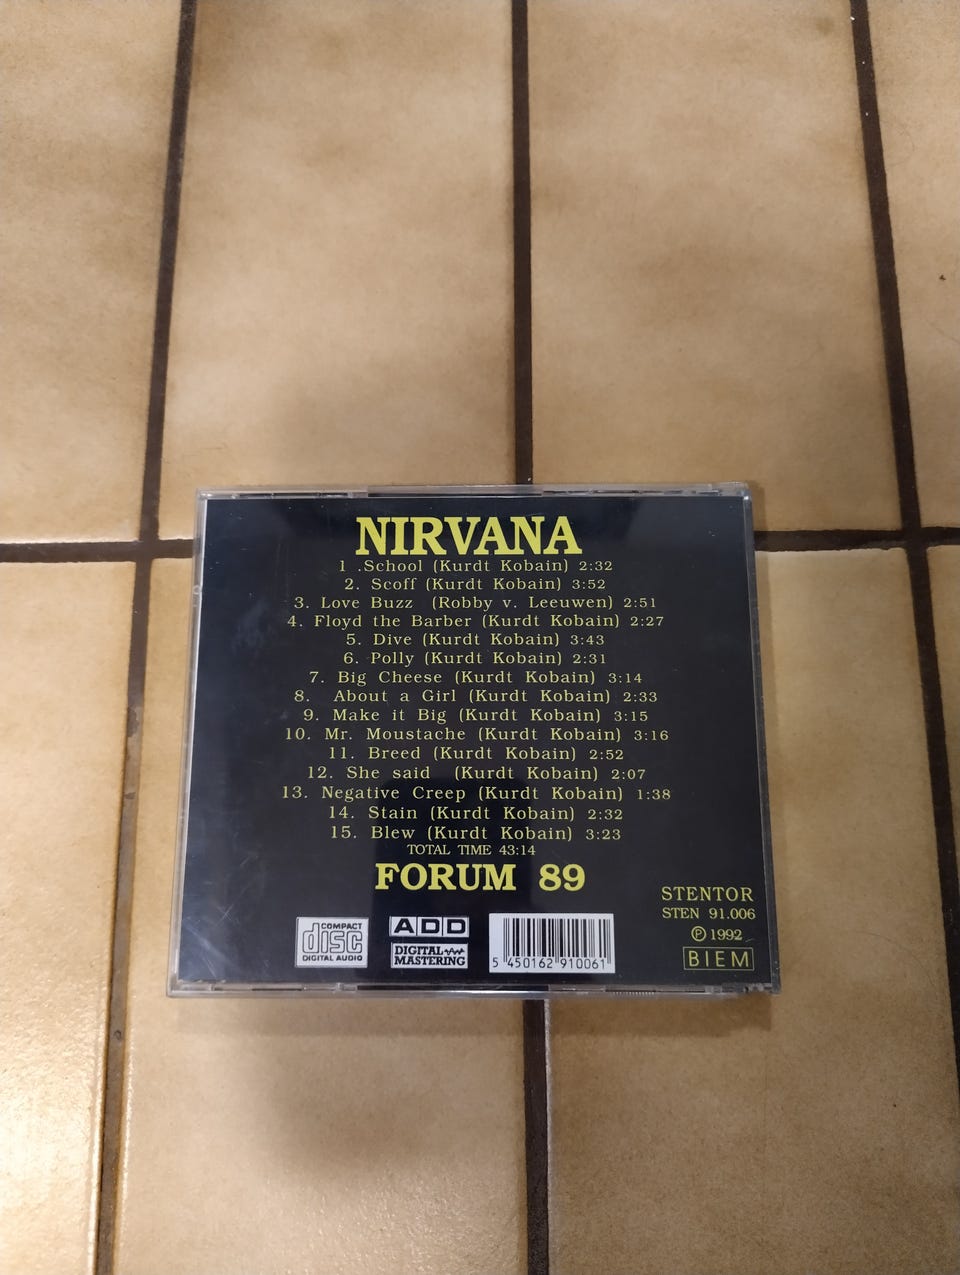 NIRVANA
1 .School (Kurdt Kobain) 2:32
2. Scoff (Kurdt Kobain) 3:52
3. Love Buzz (Robby v. Leeuwen) 2:51
4. Floyd the Barber (Kurdt Kobain) 2:27
5. Dive (Kurdt Kobain) 3:43
6. Polly (Kurdt Kobain) 2:31
7. Big Cheese (Kurdt Kobain) 3:14
8. About a Girl (Kurdt Kobain) 2:33
9. Make it Big (Kurdt Kobain) 3:15
10. Mr. Moustache (Kurdt Kobain) 3:16
11. Breed (Kurdt Kobain) 2:52
12. She said (Kurdt Kobain) 2:07
13. Negative Creep (Kurdt Kobain) 1:38
14. Stain (Kurdt Kobain) 2:32
15. Blew (Kurdt Kobain) 3:23
TOTAL TIME 43:14
FORUM 89
STENTOR
STEN 91.006
℗ 1992
BIEM
COMPACT
disc
DIGITAL AUDIO
ADD
DIGITAL
MASTERING
5 450162 910061